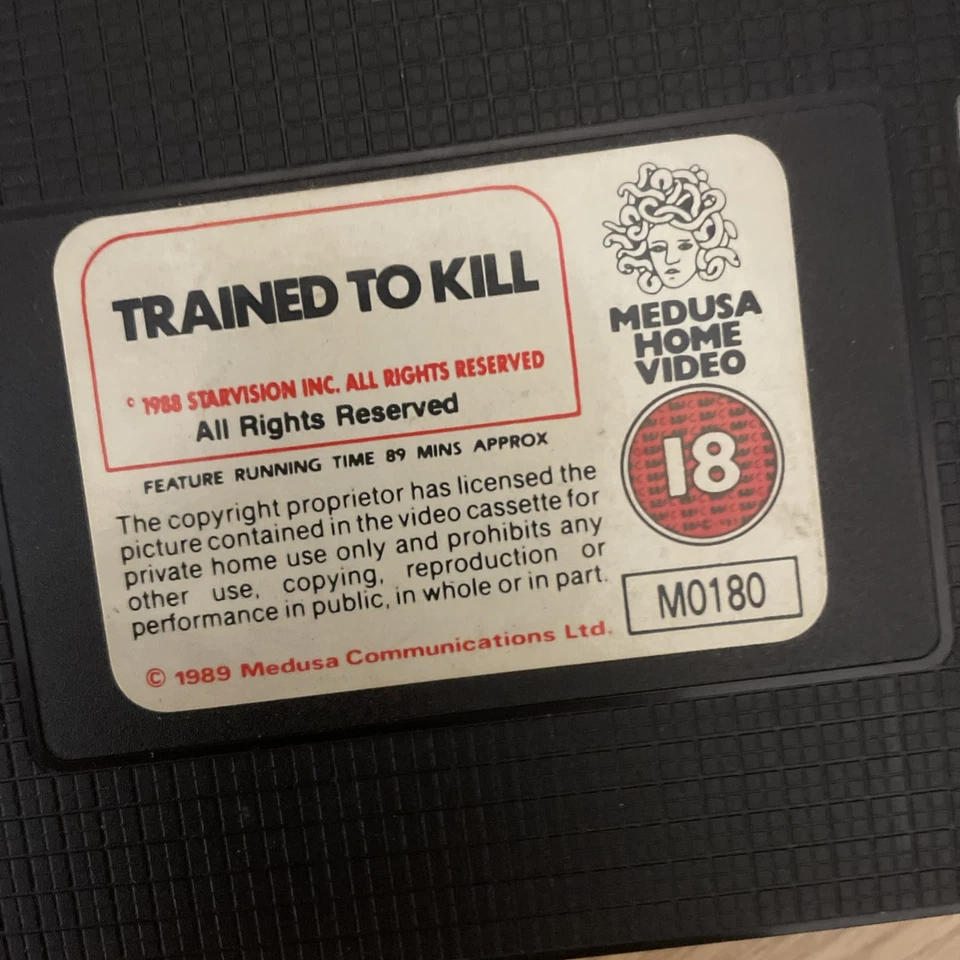 TRAINED TO KILL
© 1988 STARVISION INC. ALL RIGHTS RESERVED
All Rights Reserved
FEATURE RUNNING TIME 89 MINS APPROX
The copyright proprietor has licensed the
picture contained in the video cassette for
private home use only and prohibits any
other use, copying, reproduction or
performance in public, in whole or in part.
© 1989 Medusa Communications Ltd.
MEDUSA
HOME
VIDEO
18
M0180